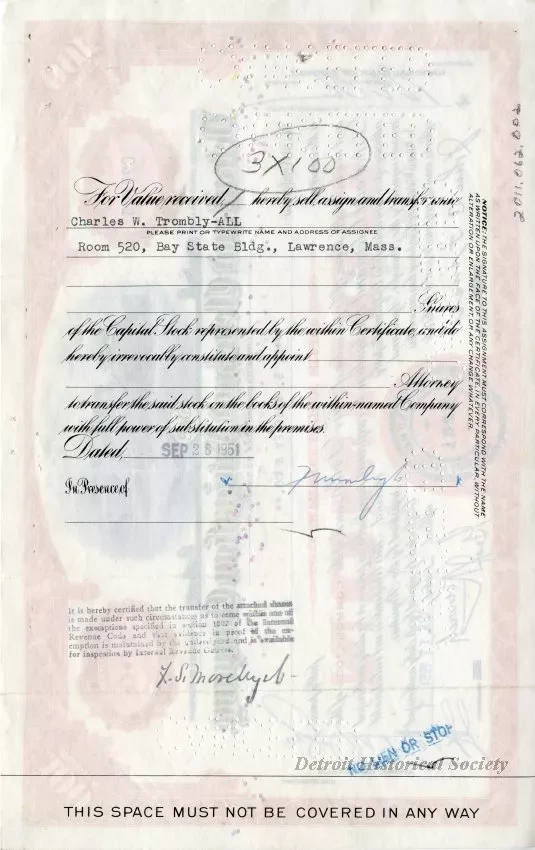 3 X 100
For Value received, I hereby sell, assign and transfer unto
Charles W. Trombly-ALL
PLEASE PRINT OR TYPEWRITE NAME AND ADDRESS OF ASSIGNEE
Room 520, Bay State Bldg., Lawrence, Mass.
Shares
of the Capital Stock represented by the within Certificate, and do
hereby irrevocably constitute and appoint
Attorney
to transfer the said stock on the books of the within-named Company
with full power of substitution in the premises.
Dated, SEP 26 1951
In Presence of
NOTICE: THE SIGNATURE TO THIS ASSIGNMENT MUST CORRESPOND WITH THE NAME
AS WRITTEN UPON THE FACE OF THE CERTIFICATE, IN EVERY PARTICULAR, WITHOUT
ALTERATION OR ENLARGEMENT, OR ANY CHANGE WHATEVER.
2011.062.002
It is hereby certified that the transfer of the attached shares
is made under such circumstances as to come within one of
the exemptions specified in section 1802 of the Internal
Revenue Code and that evidence in proof of the ex-
emption is maintained by the undersigned and is available
for inspection by Internal Revenue Officers.
NO LIEN OR STOP
Detroit Historical Society
THIS SPACE MUST NOT BE COVERED IN ANY WAY